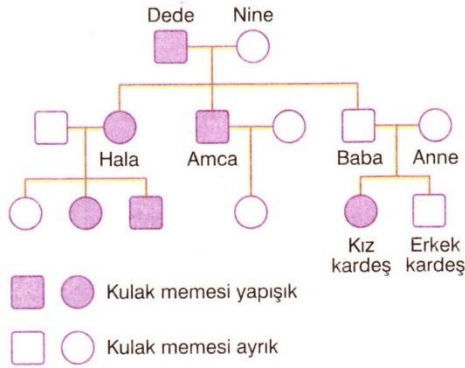 Dede Nine
Hala Amca Baba Anne
Kız kardeş Erkek kardeş
Kulak memesi yapışık
Kulak memesi ayrık